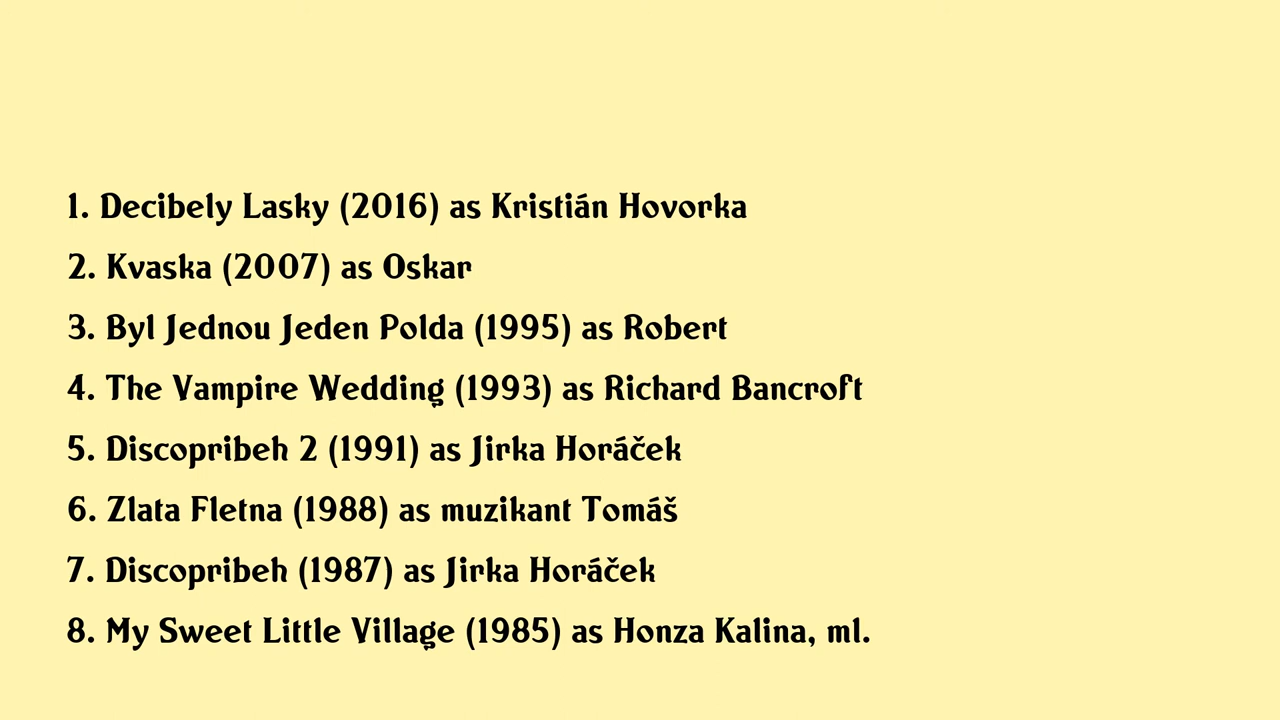 1. Decibely Lasky (2016) as Kristián Hovorka
2. Kvaska (2007) as Oskar
3. Byl Jednou Jeden Polda (1995) as Robert
4. The Vampire Wedding (1993) as Richard Bancroft
5. Discopribeh 2 (1991) as Jirka Horáček
6. Zlata Fletna (1988) as muzikant Tomáš
7. Discopribeh (1987) as Jirka Horáček
8. My Sweet Little Village (1985) as Honza Kalina, ml.